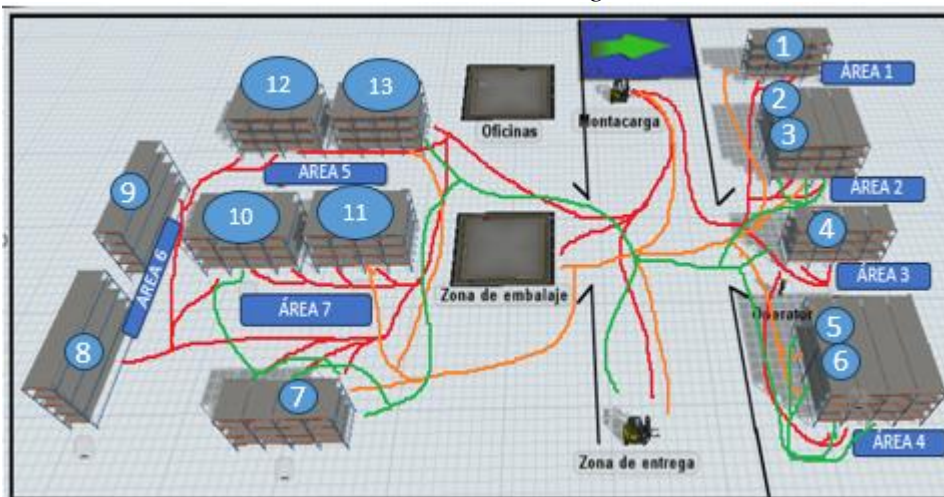 1
ÁREA 1
2
3
12
13
Oficinas
Montacarga
ÁREA 5
ÁREA 2
9
10
11
4
ÁREA 6
ÁREA 3
Zona de embalaje
Operator
ÁREA 7
5
6
8
7
ÁREA 4
Zona de entrega